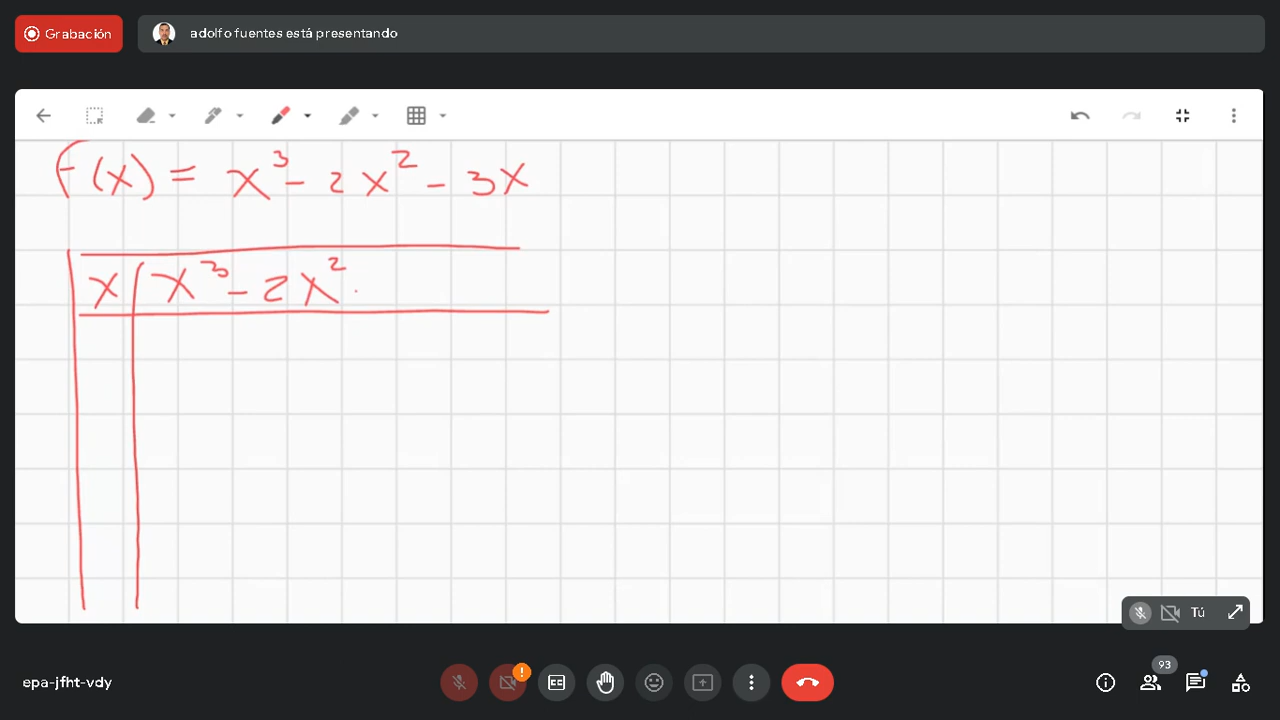 Grabación
adolfo fuentes está presentando
f(x) = x³ - 2x² - 3x
x x³ - 2x²
Tú
epa-jfht-vdy
93